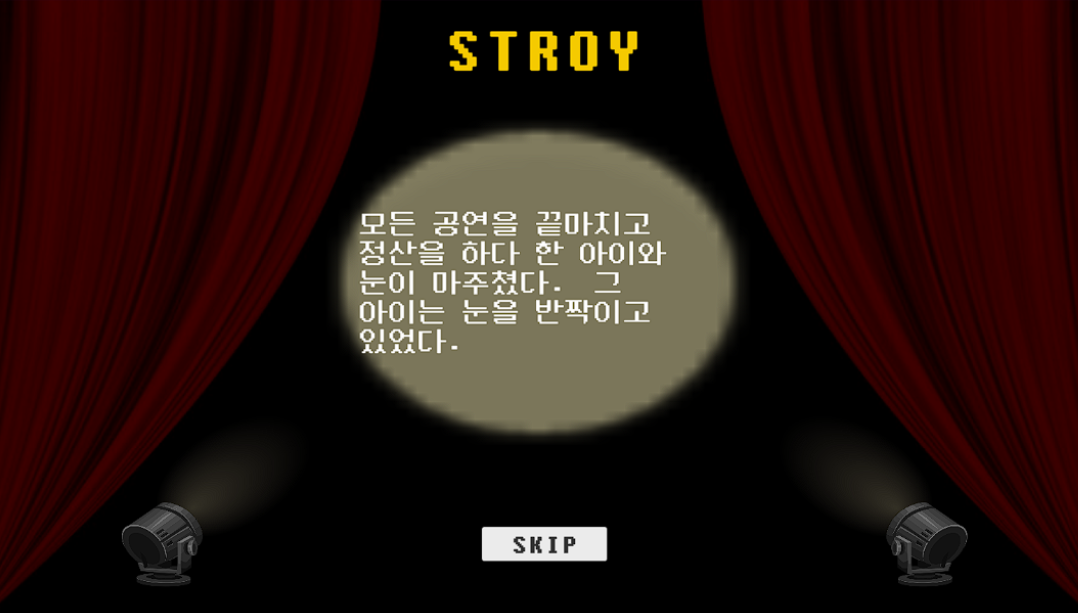 STROY
모든 공연을 끝마치고
정산을 하다 한 아이와
눈이 마주쳤다.  그
아이는 눈을 반짝이고
있었다.
SKIP